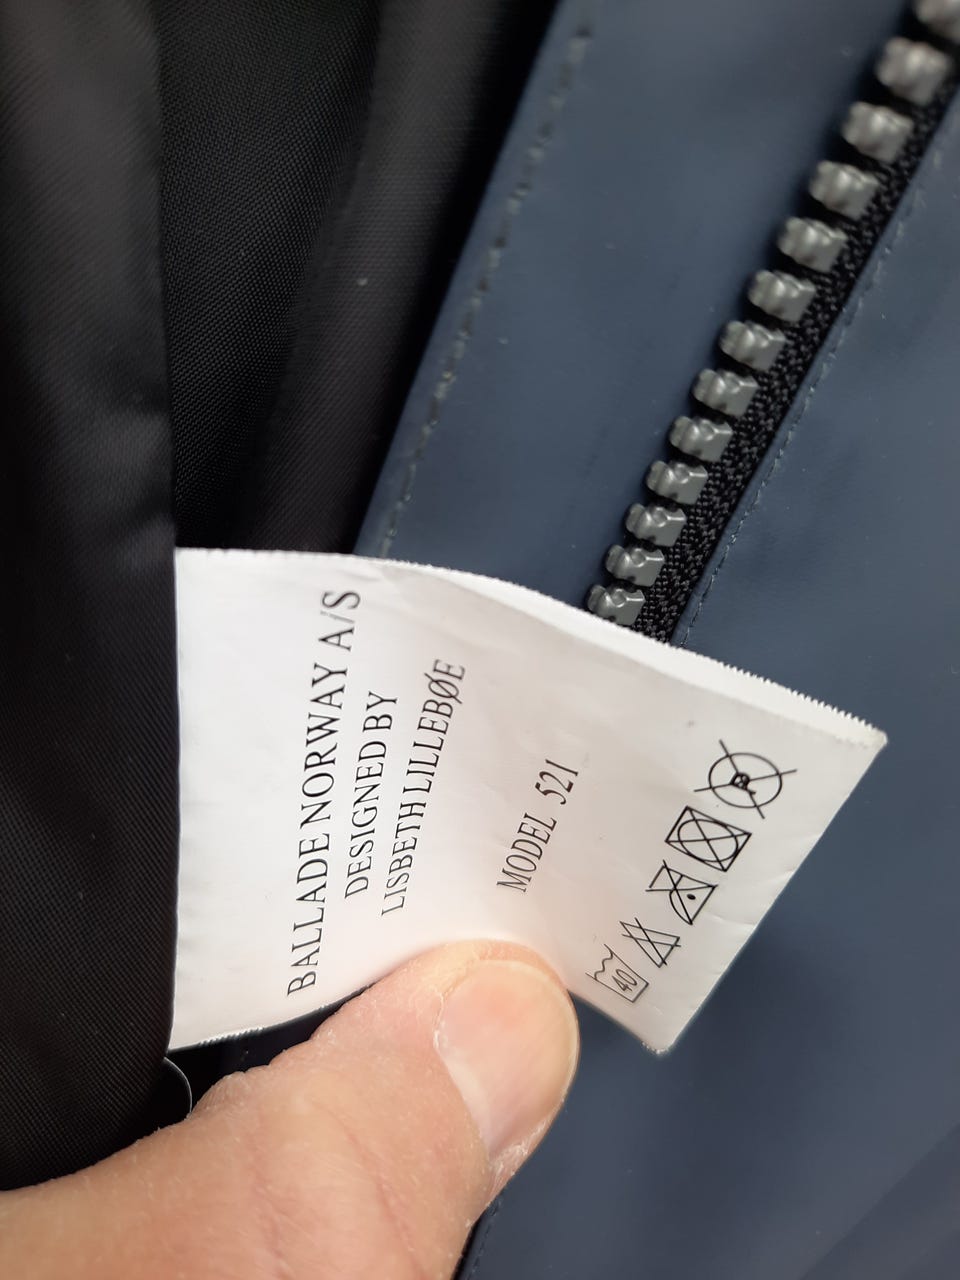 BALLADE NORWAY A/S
DESIGNED BY
LISBETH LILLEBØE
MODEL 521
40